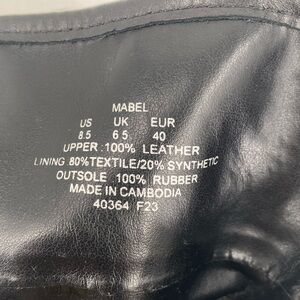 MABEL
US UK EUR
8.5 6.5 40
UPPER :100% LEATHER
LINING 80%TEXTILE/20% SYNTHETIC
OUTSOLE :100% RUBBER
MADE IN CAMBODIA
40364 F23